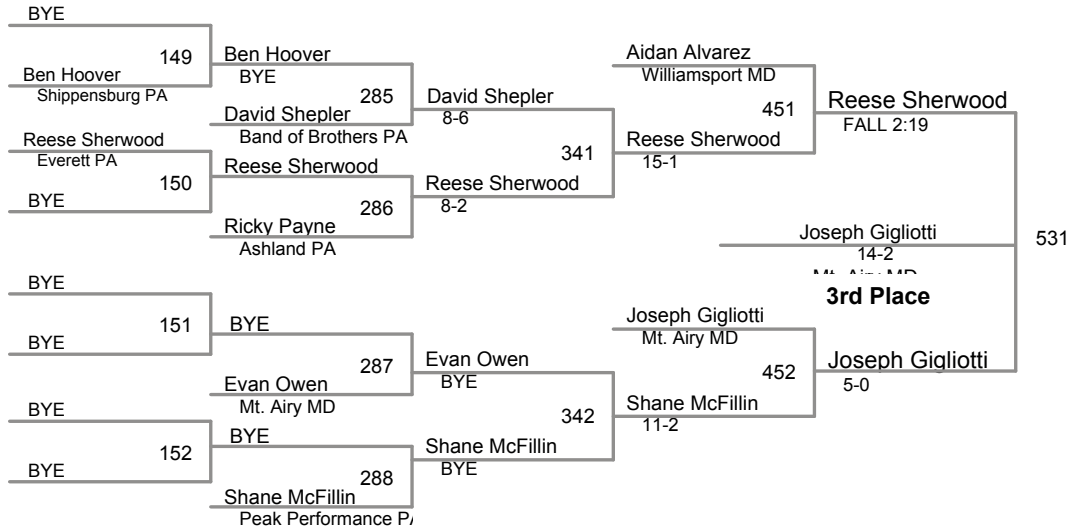 BYE
149
Ben Hoover
Shippensburg PA
Ben Hoover
BYE
285
David Shepler
Band of Brothers PA
David Shepler
8-6
Reese Sherwood
Everett PA
150
BYE
Reese Sherwood
286
Ricky Payne
Ashland PA
Reese Sherwood
8-2
341
Aidan Alvarez
Williamsport MD
451
Reese Sherwood
15-1
Reese Sherwood
FALL 2:19
Joseph Gigliotti
14-2
Mt. Airy MD
3rd Place
531
BYE
151
BYE
BYE
287
Evan Owen
Mt. Airy MD
Evan Owen
BYE
BYE
152
BYE
BYE
288
Shane McFillin
Peak Performance PA
Shane McFillin
BYE
342
Joseph Gigliotti
Mt. Airy MD
452
Shane McFillin
11-2
Joseph Gigliotti
5-0